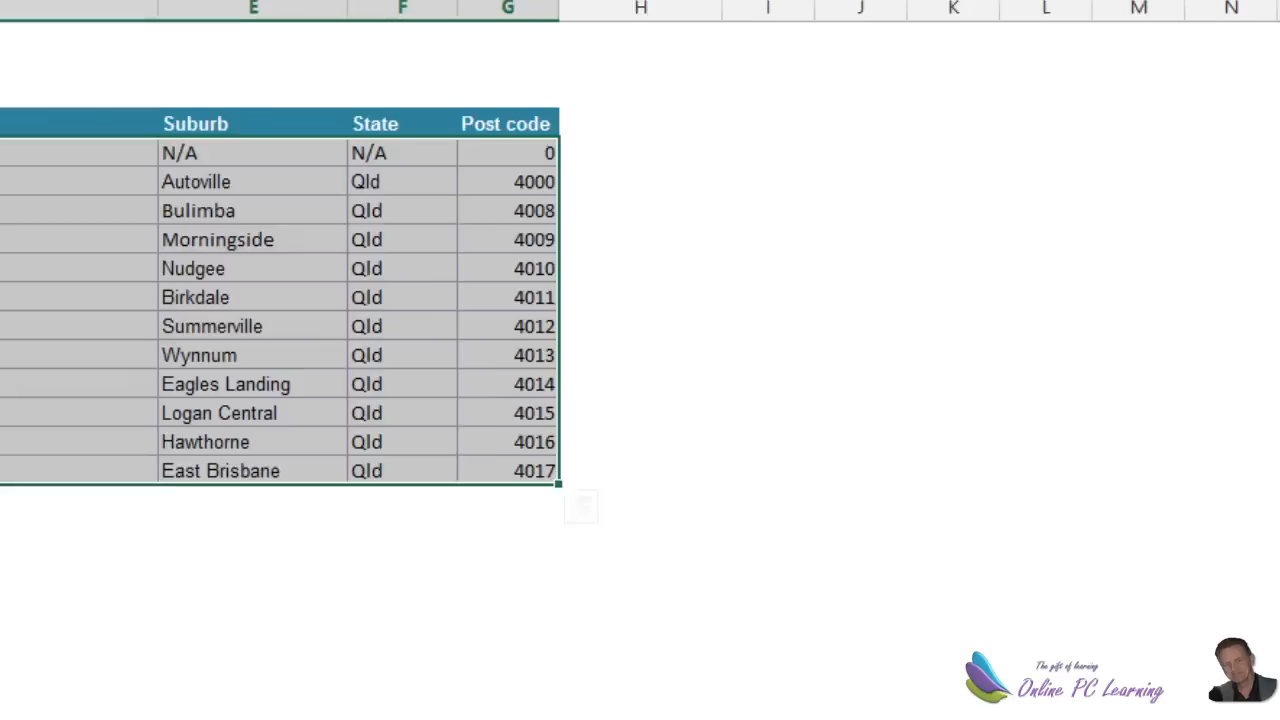 E F G H I J K L M N
Suburb State Post code
N/A N/A 0
Autoville Qld 4000
Bulimba Qld 4008
Morningside Qld 4009
Nudgee Qld 4010
Birkdale Qld 4011
Summerville Qld 4012
Wynnum Qld 4013
Eagles Landing Qld 4014
Logan Central Qld 4015
Hawthorne Qld 4016
East Brisbane Qld 4017
The gift of learning
Online PC Learning